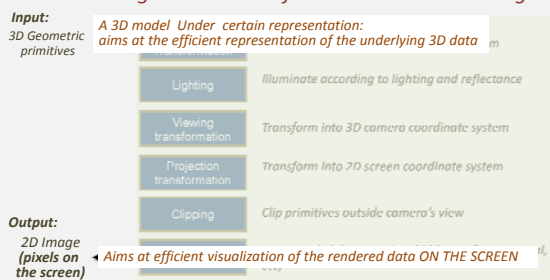 Input:
3D Geometric
primitives
A 3D model Under certain representation:
aims at the efficient representation of the underlying 3D data
Lighting
Illuminate according to lighting and reflectance
Viewing
transformation
Transform into 3D camera coordinate system
Projection
transformation
Transform into 2D screen coordinate system
Clipping
Clip primitives outside camera's view
Output:
2D Image
(pixels on
the screen)
Aims at efficient visualization of the rendered data ON THE SCREEN